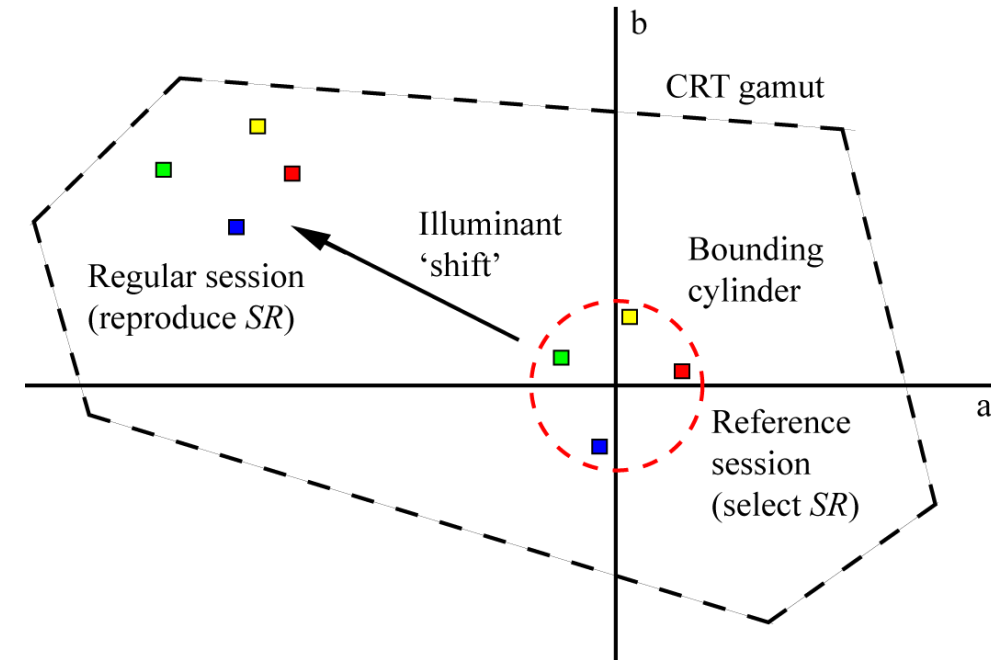 b
CRT gamut
Illuminant
‘shift’
Bounding
cylinder
Regular session
(reproduce SR)
a
Reference
session
(select SR)